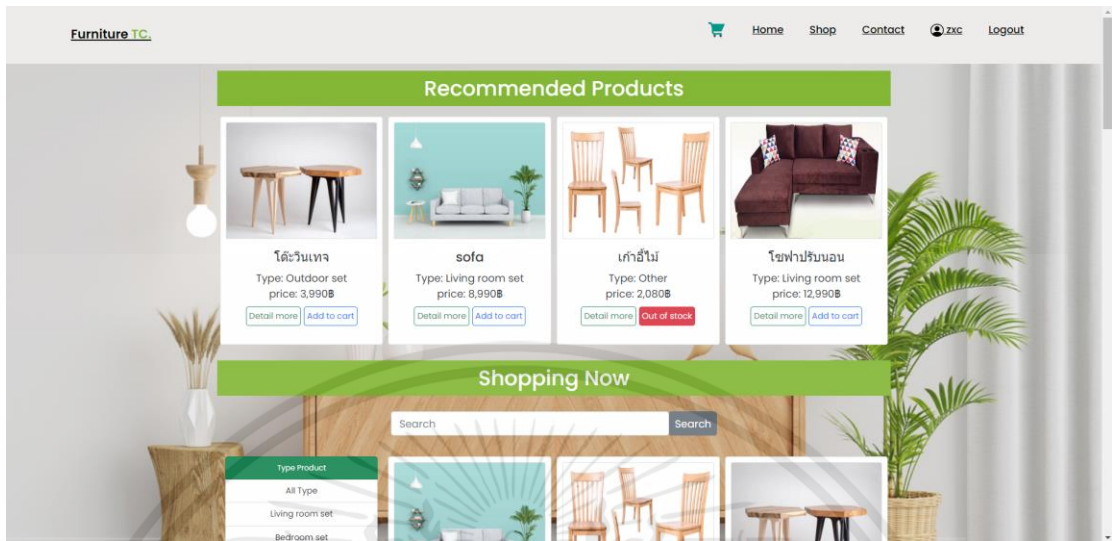 Furniture TC.
Home Shop Contact zxc Logout
Recommended Products
โต๊ะวินเทจ
Type: Outdoor set
price: 3,990฿
Detail more Add to cart
sofa
Type: Living room set
price: 8,990฿
Detail more Add to cart
เก้าอี้ไม้
Type: Other
price: 2,080฿
Detail more Out of stock
โซฟาปรับนอน
Type: Living room set
price: 12,990฿
Detail more Add to cart
Shopping Now
Search Search
Type Product
All Type
Living room set
Bedroom set